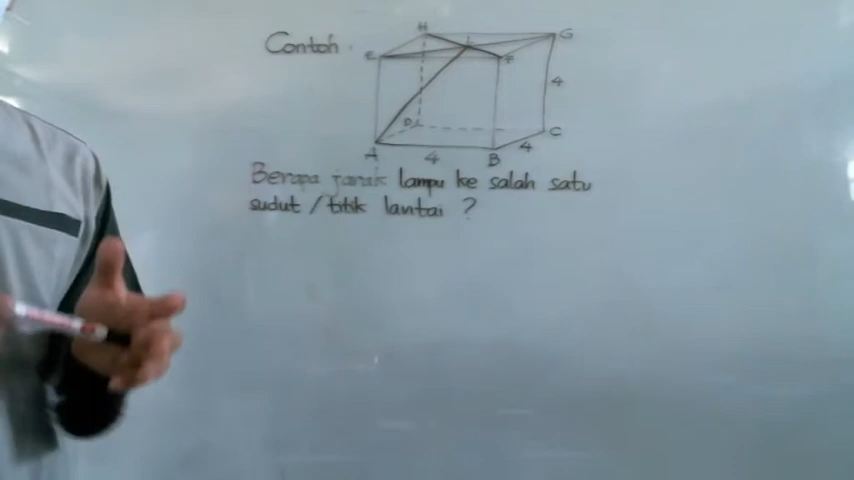 Contoh.
H
L
G
E
F
4
D
C
A
4
B
4
Berapa jarak lampu ke salah satu
sudut / titik lantai ?